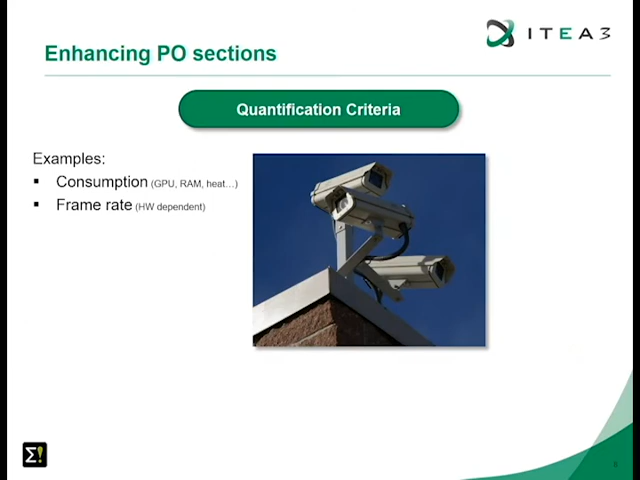 ITEA3
Enhancing PO sections
Quantification Criteria
Examples:
▪ Consumption (GPU, RAM, heat…)
▪ Frame rate (HW dependent)
Σ!